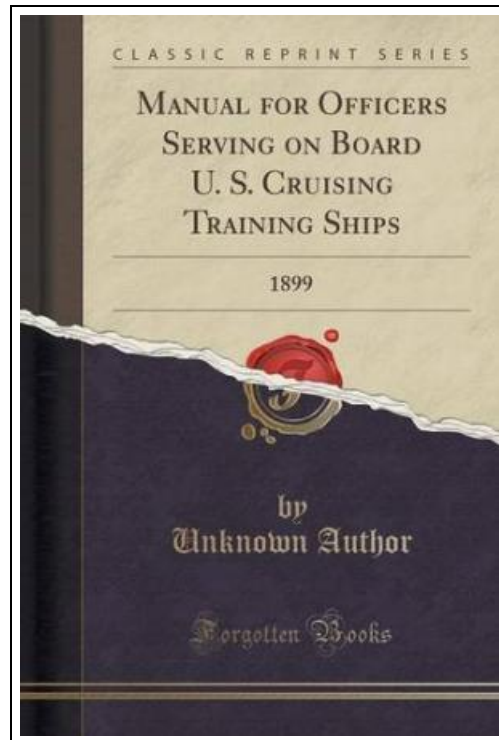 CLASSIC REPRINT SERIES
MANUAL FOR OFFICERS
SERVING ON BOARD
U. S. CRUISING
TRAINING SHIPS
1899
by
Unknown Author
Forgotten Books